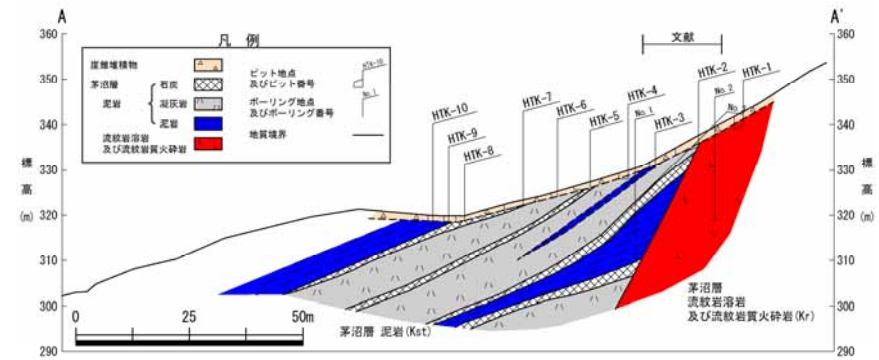 A
A'
文献
凡 例
崖錐堆積物
茅沼層
石炭
泥岩
凝灰岩
泥岩
流紋岩溶岩
及び流紋岩質火砕岩
ピット地点
及びピット番号
HTK-10
ボーリング地点
及びボーリング番号
No.1
地質境界
HTK-10
HTK-9
HTK-8
HTK-7
HTK-6
HTK-5
HTK-4
No.1
HTK-3
HTK-2
No.2
HTK-1
標高(m)
360
350
340
330
320
310
300
290
標高(m)
360
350
340
330
320
310
300
290
0
25
50m
茅沼層 泥岩(Kst)
茅沼層
流紋岩溶岩
及び流紋岩質火砕岩(Kr)